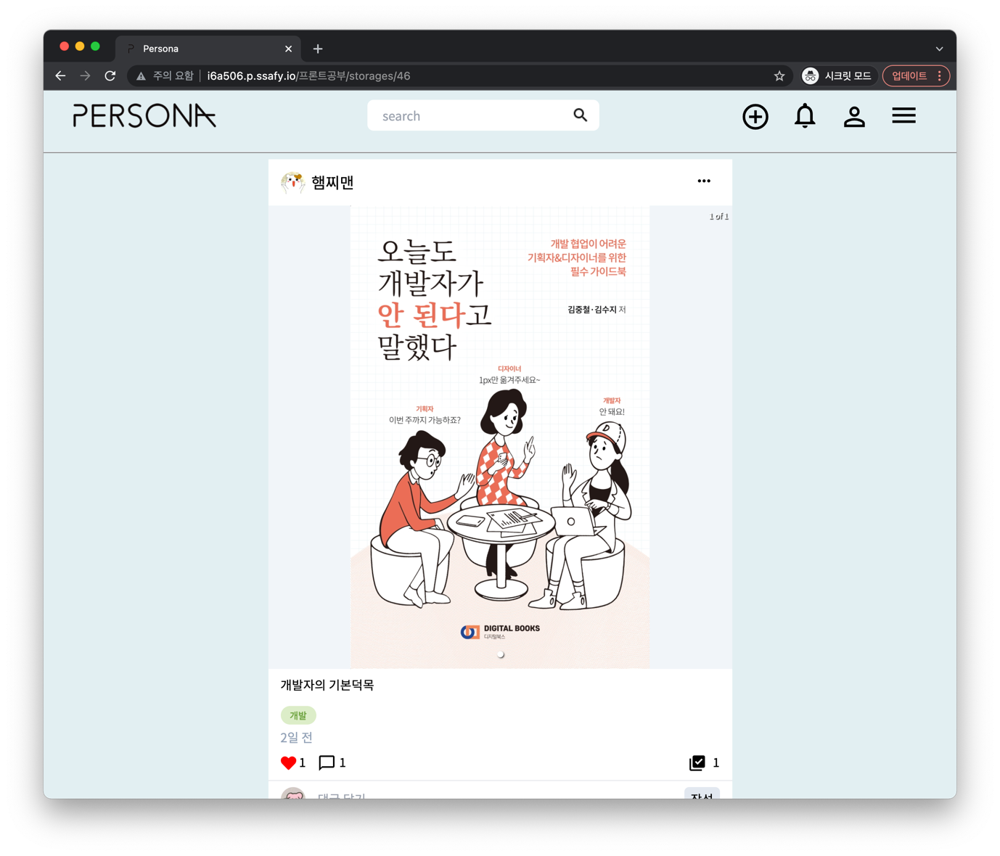 Persona
주의 요함
i6a506.p.ssafy.io/프론트공부/storages/46
시크릿 모드
업데이트
PERSONA
search
햄찌맨
1 of 1
오늘도
개발자가
안 된다고
말했다
개발 협업이 어려운
기획자&디자이너를 위한
필수 가이드북
김중철·김수지 저
디자이너
1px만 옮겨주세요~
기획자
이번 주까지 가능하죠?
개발자
안 돼요!
D
DIGITAL BOOKS
디지털북스
개발자의 기본덕목
개발
2일 전
1
1
1
댓글 달기
작성